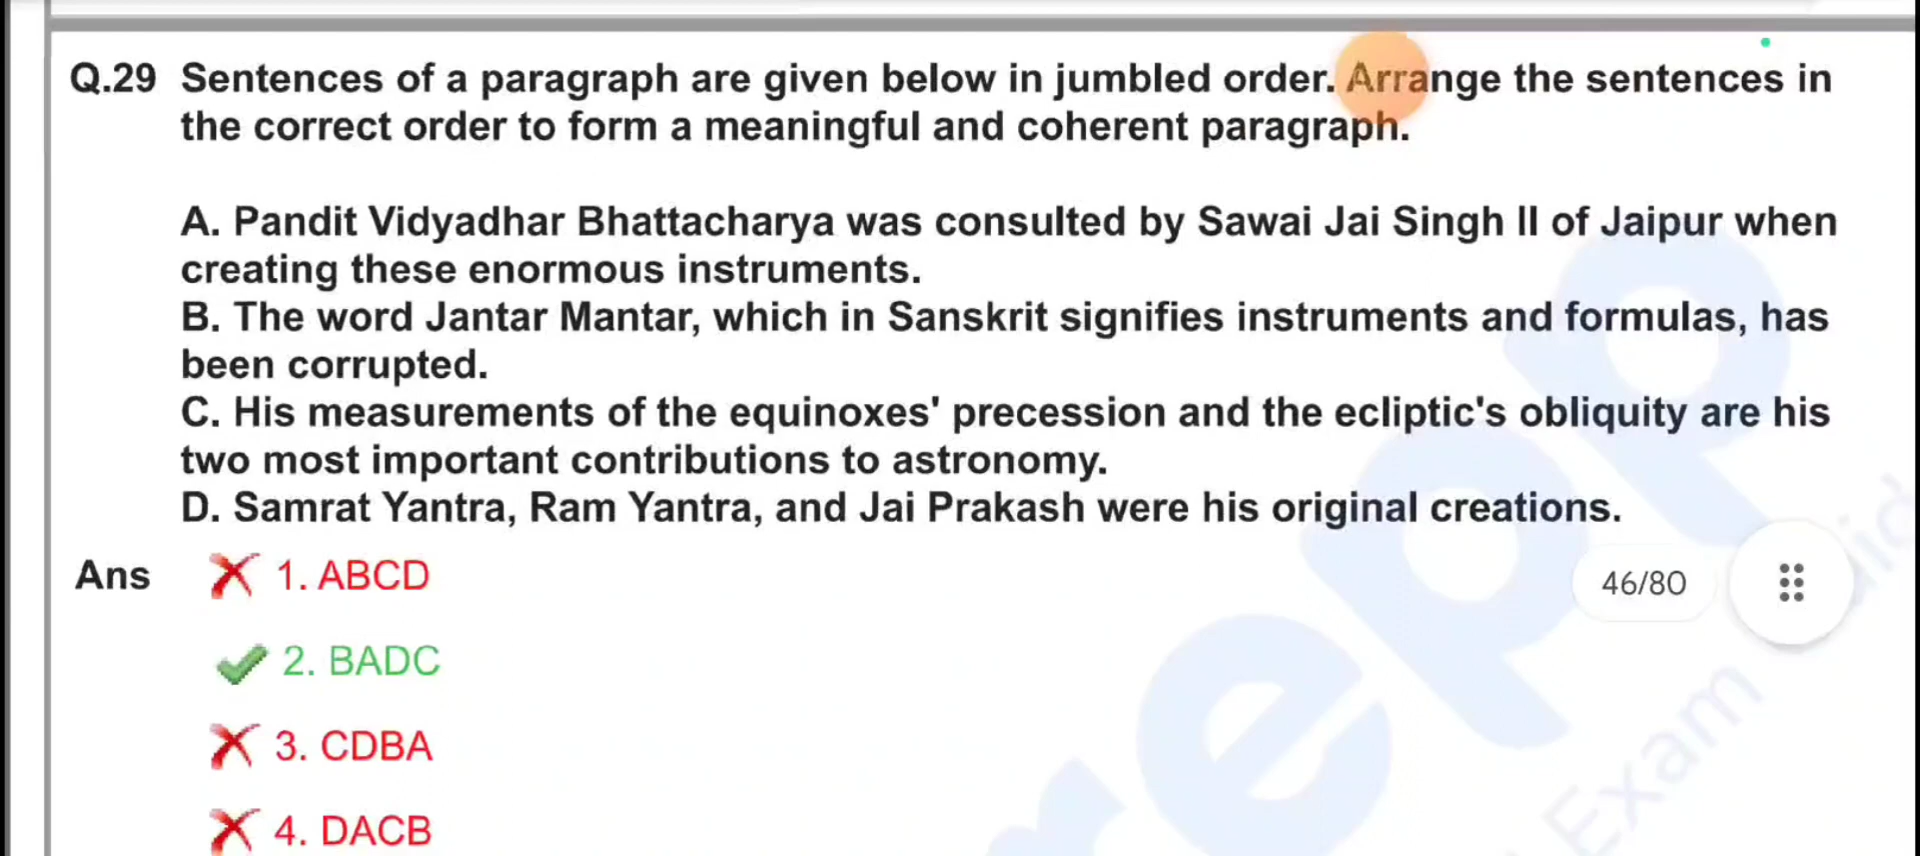 Q.29 Sentences of a paragraph are given below in jumbled order. Arrange the sentences in
the correct order to form a meaningful and coherent paragraph.
A. Pandit Vidyadhar Bhattacharya was consulted by Sawai Jai Singh II of Jaipur when
creating these enormous instruments.
B. The word Jantar Mantar, which in Sanskrit signifies instruments and formulas, has
been corrupted.
C. His measurements of the equinoxes' precession and the ecliptic's obliquity are his
two most important contributions to astronomy.
D. Samrat Yantra, Ram Yantra, and Jai Prakash were his original creations.
Ans 1. ABCD
46/80
2. BADC
3. CDBA
4. DACB
repp
Exam